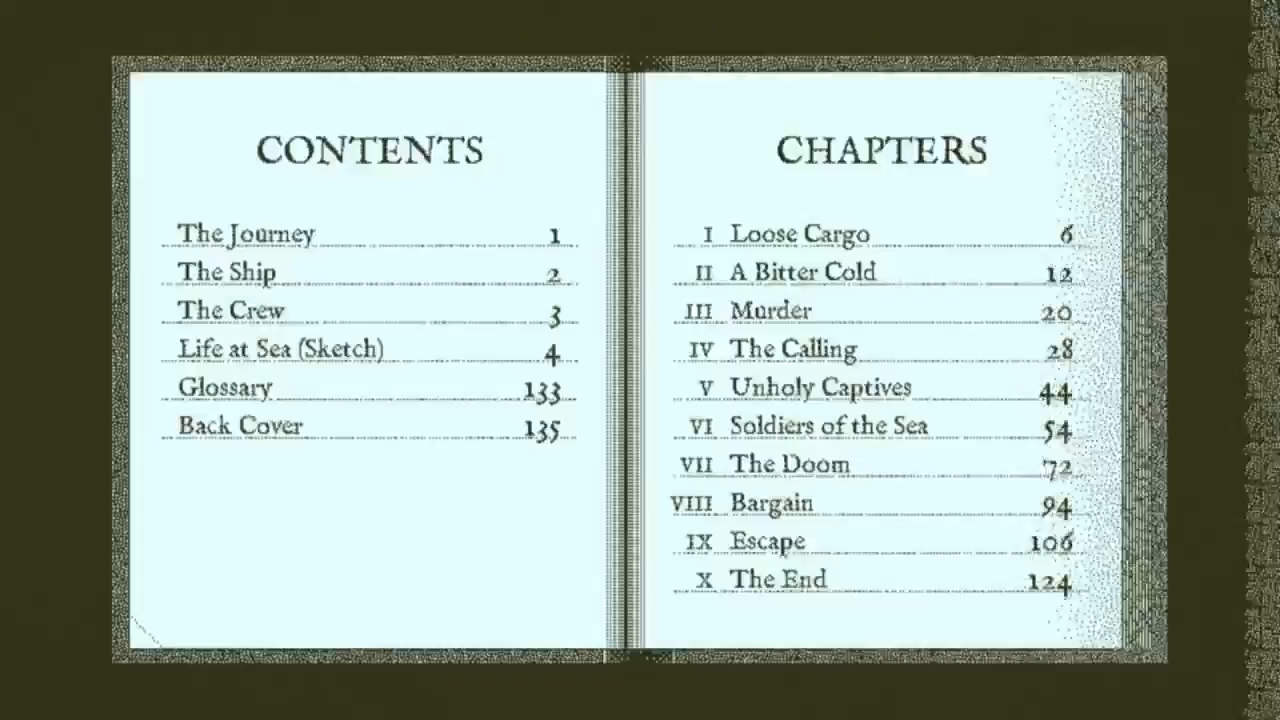 CONTENTS
The Journey 1
The Ship 2
The Crew 3
Life at Sea (Sketch) 4
Glossary 133
Back Cover 135
CHAPTERS
I Loose Cargo 6
II A Bitter Cold 12
III Murder 20
IV The Calling 28
V Unholy Captives 44
VI Soldiers of the Sea 54
VII The Doom 72
VIII Bargain 94
IX Escape 106
X The End 124